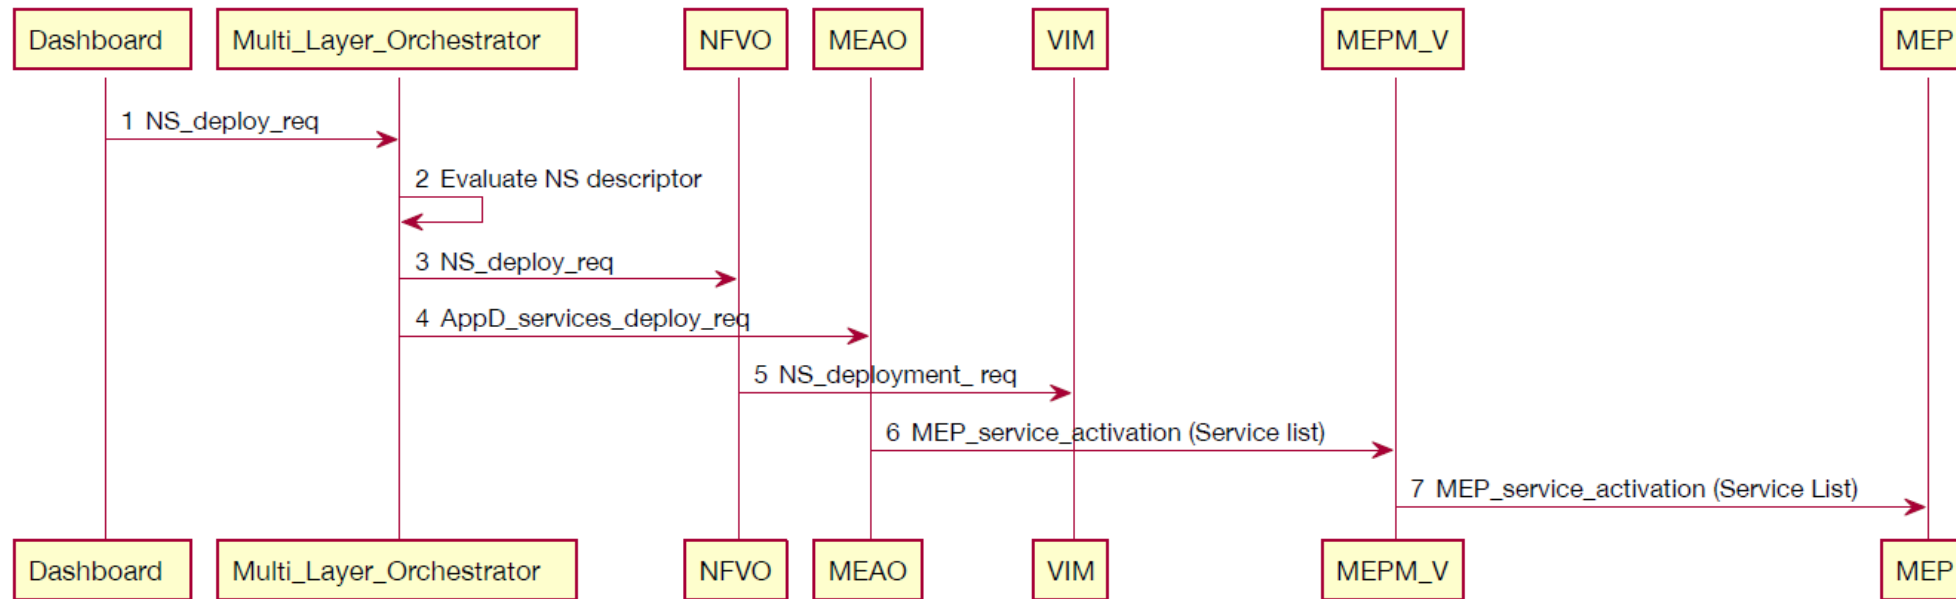 Dashboard Multi_Layer_Orchestrator NFVO MEAO VIM MEPM_V MEP
1 NS_deploy_req
2 Evaluate NS descriptor
3 NS_deploy_req
4 AppD_services_deploy_req
5 NS_deployment_ req
6 MEP_service_activation (Service list)
7 MEP_service_activation (Service List)
Dashboard Multi_Layer_Orchestrator NFVO MEAO VIM MEPM_V MEP